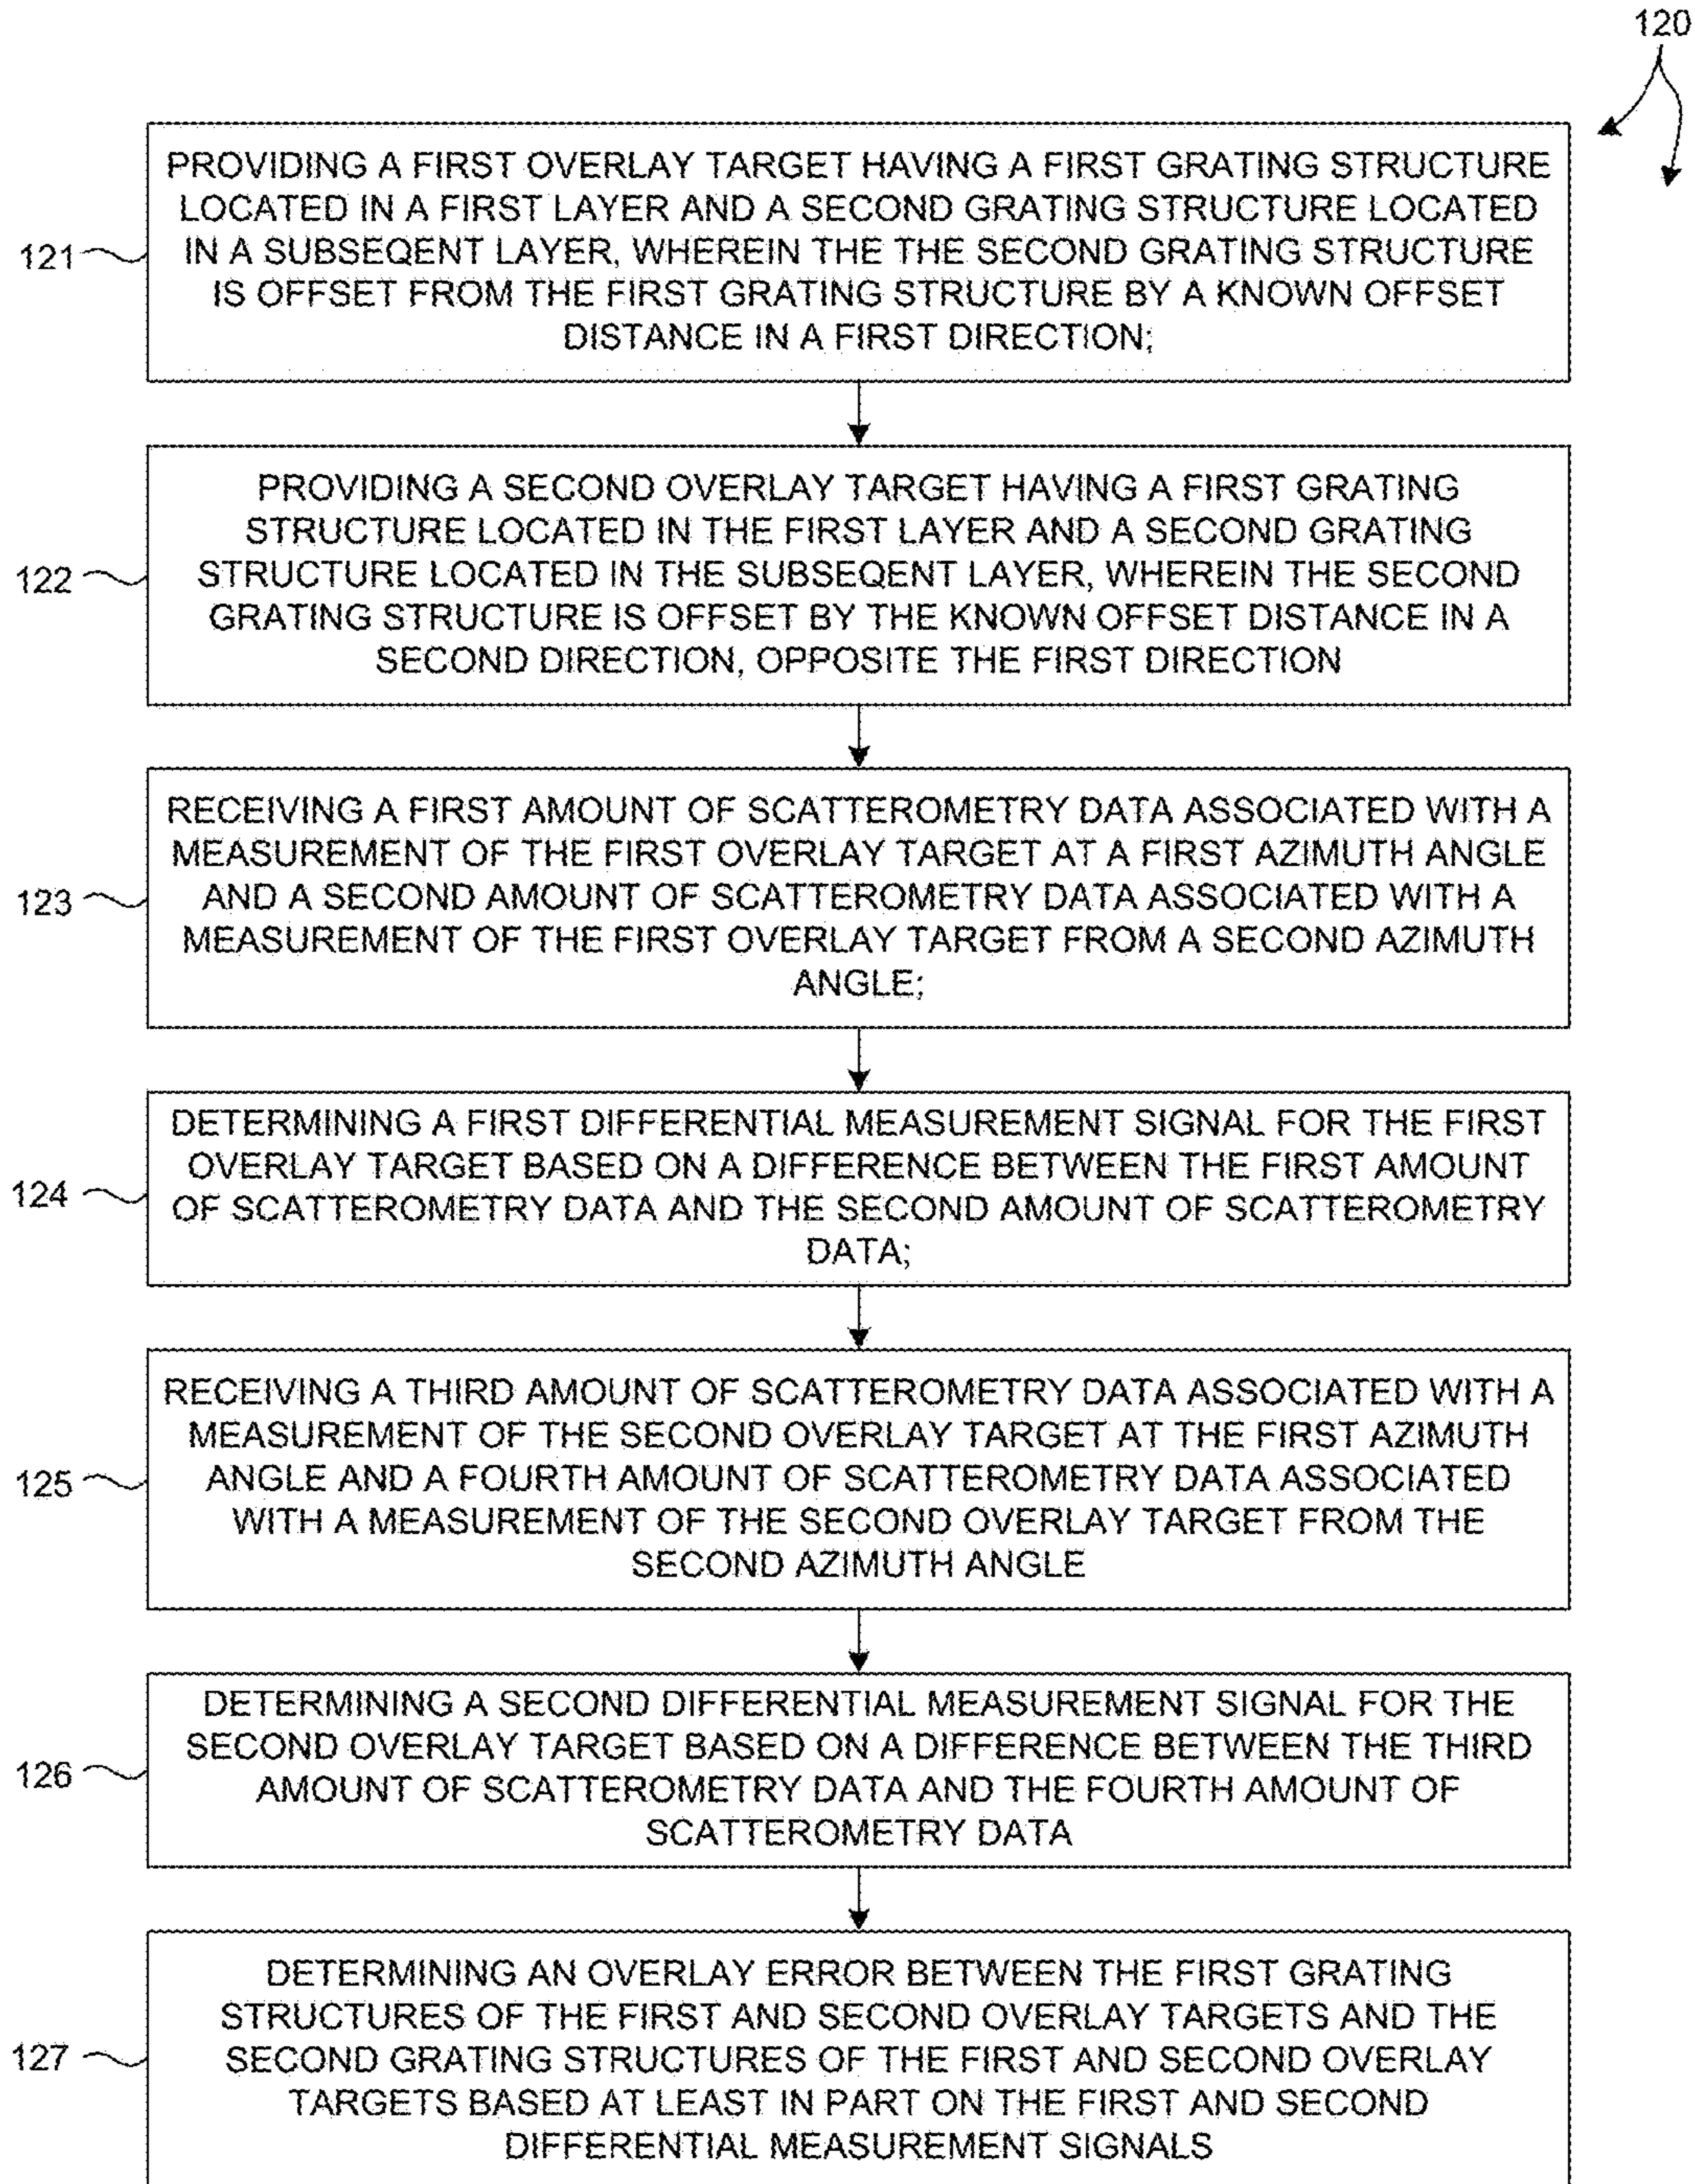 120
PROVIDING A FIRST OVERLAY TARGET HAVING A FIRST GRATING STRUCTURE
LOCATED IN A FIRST LAYER AND A SECOND GRATING STRUCTURE LOCATED
IN A SUBSEQENT LAYER, WHEREIN THE THE SECOND GRATING STRUCTURE
IS OFFSET FROM THE FIRST GRATING STRUCTURE BY A KNOWN OFFSET
DISTANCE IN A FIRST DIRECTION;
121
PROVIDING A SECOND OVERLAY TARGET HAVING A FIRST GRATING
STRUCTURE LOCATED IN THE FIRST LAYER AND A SECOND GRATING
STRUCTURE LOCATED IN THE SUBSEQENT LAYER, WHEREIN THE SECOND
GRATING STRUCTURE IS OFFSET BY THE KNOWN OFFSET DISTANCE IN A
SECOND DIRECTION, OPPOSITE THE FIRST DIRECTION
122
RECEIVING A FIRST AMOUNT OF SCATTEROMETRY DATA ASSOCIATED WITH A
MEASUREMENT OF THE FIRST OVERLAY TARGET AT A FIRST AZIMUTH ANGLE
AND A SECOND AMOUNT OF SCATTEROMETRY DATA ASSOCIATED WITH A
MEASUREMENT OF THE FIRST OVERLAY TARGET FROM A SECOND AZIMUTH
ANGLE;
123
DETERMINING A FIRST DIFFERENTIAL MEASUREMENT SIGNAL FOR THE FIRST
OVERLAY TARGET BASED ON A DIFFERENCE BETWEEN THE FIRST AMOUNT
OF SCATTEROMETRY DATA AND THE SECOND AMOUNT OF SCATTEROMETRY
DATA;
124
RECEIVING A THIRD AMOUNT OF SCATTEROMETRY DATA ASSOCIATED WITH A
MEASUREMENT OF THE SECOND OVERLAY TARGET AT THE FIRST AZIMUTH
ANGLE AND A FOURTH AMOUNT OF SCATTEROMETRY DATA ASSOCIATED
WITH A MEASUREMENT OF THE SECOND OVERLAY TARGET FROM THE
SECOND AZIMUTH ANGLE
125
DETERMINING A SECOND DIFFERENTIAL MEASUREMENT SIGNAL FOR THE
SECOND OVERLAY TARGET BASED ON A DIFFERENCE BETWEEN THE THIRD
AMOUNT OF SCATTEROMETRY DATA AND THE FOURTH AMOUNT OF
SCATTEROMETRY DATA
126
DETERMINING AN OVERLAY ERROR BETWEEN THE FIRST GRATING
STRUCTURES OF THE FIRST AND SECOND OVERLAY TARGETS AND THE
SECOND GRATING STRUCTURES OF THE FIRST AND SECOND OVERLAY
TARGETS BASED AT LEAST IN PART ON THE FIRST AND SECOND
DIFFERENTIAL MEASUREMENT SIGNALS
127